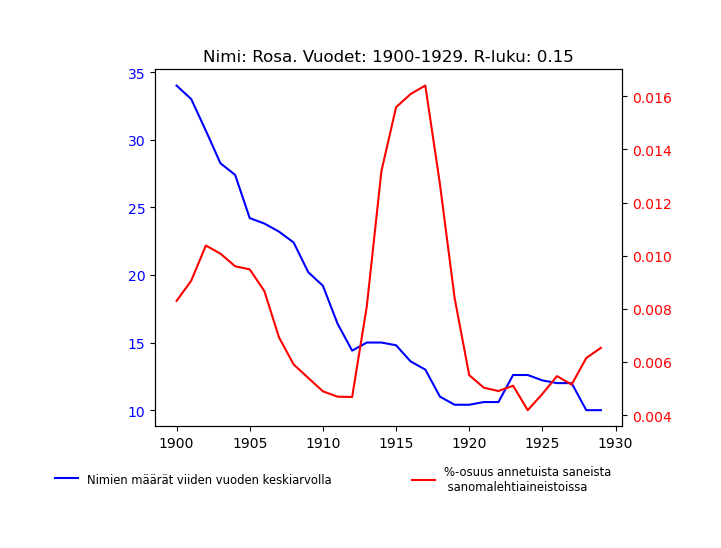 Nimi: Rosa. Vuodet: 1900-1929. R-luku: 0.15
35
30
25
20
15
10
0.016
0.014
0.012
0.010
0.008
0.006
0.004
1900 1905 1910 1915 1920 1925 1930
Nimien määrät viiden vuoden keskiarvolla
%-osuus annetuista saneista
sanomalehtiaineistoissa